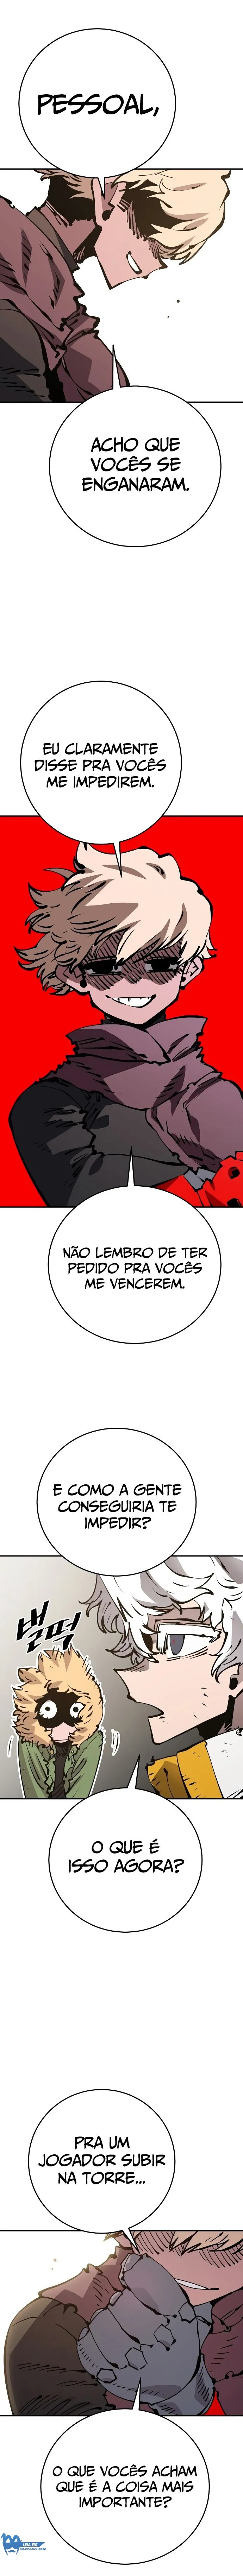 PESSOAL,
ACHO QUE
VOCÊS SE
ENGANARAM.
EU CLARAMENTE
DISSE PRA VOCÊS
ME IMPEDIREM.
NÃO LEMBRO DE TER
PEDIDO PRA VOCÊS
ME VENCEREM.
E COMO A GENTE
CONSEGUIRIA TE
IMPEDIR?
벌떡
O QUE É
ISSO AGORA?
PRA UM
JOGADOR SUBIR
NA TORRE...
O QUE VOCÊS ACHAM
QUE É A COISA MAIS
IMPORTANTE?
LEIA EM